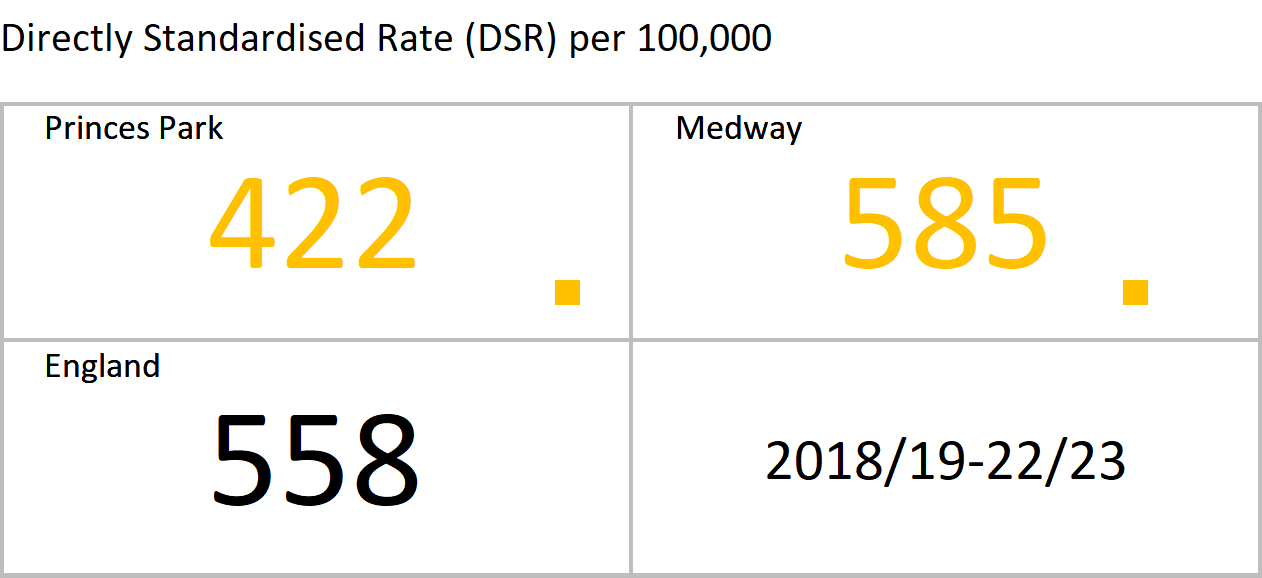 Directly Standardised Rate (DSR) per 100,000
Princes Park
422
Medway
585
England
558
2018/19-22/23